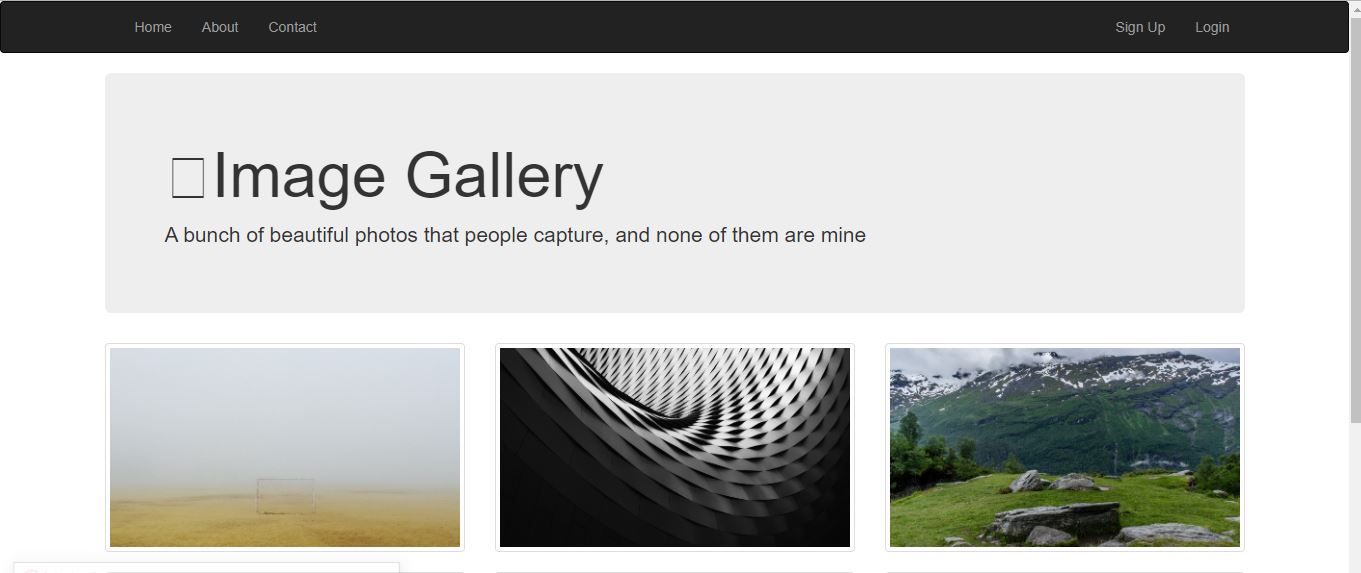 Home About Contact Sign Up Login
Image Gallery
A bunch of beautiful photos that people capture, and none of them are mine